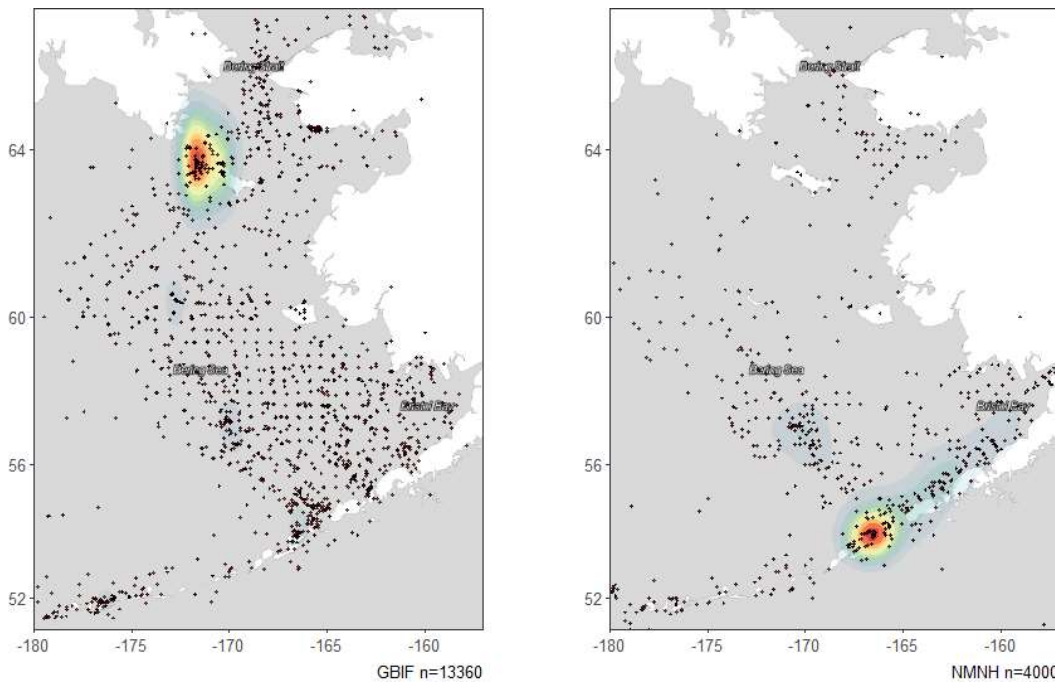 Bering Strait
64
60
Bering Sea
Bristol Bay
56
52
-180
-175
-170
-165
-160
GBIF n=13360
Bering Strait
64
60
Bering Sea
Bristol Bay
56
52
-180
-175
-170
-165
-160
NMNH n=4000